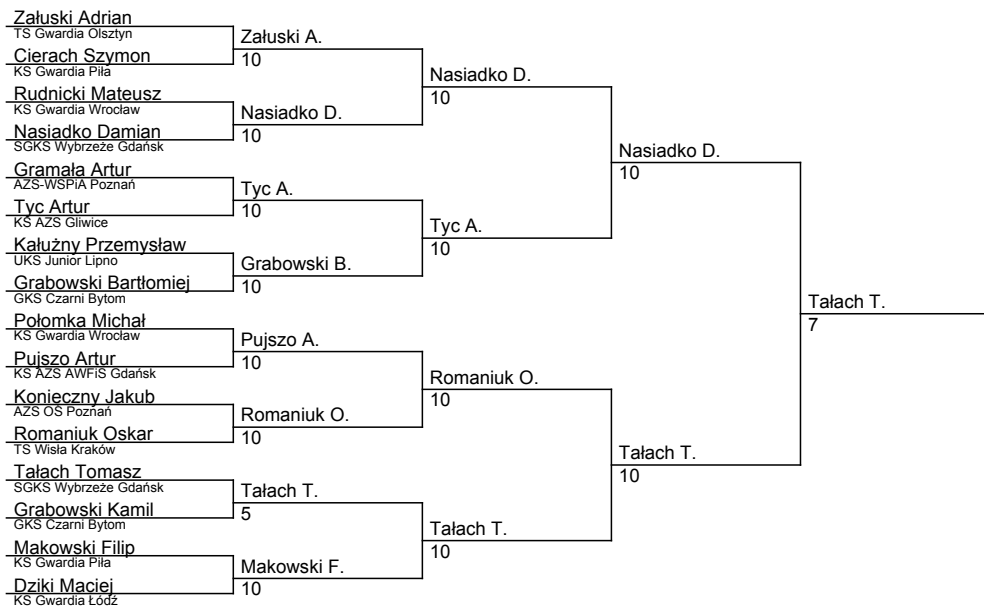 Załuski Adrian
TS Gwardia Olsztyn
Cierach Szymon
KS Gwardia Piła
Rudnicki Mateusz
KS Gwardia Wrocław
Nasiadko Damian
SGKS Wybrzeże Gdańsk
Gramała Artur
AZS-WSPiA Poznań
Tyc Artur
KS AZS Gliwice
Kałużny Przemysław
UKS Junior Lipno
Grabowski Bartłomiej
GKS Czarni Bytom
Połomka Michał
KS Gwardia Wrocław
Pujszo Artur
KS AZS AWFiS Gdańsk
Konieczny Jakub
AZS OŚ Poznań
Romaniuk Oskar
TS Wisła Kraków
Tałach Tomasz
SGKS Wybrzeże Gdańsk
Grabowski Kamil
GKS Czarni Bytom
Makowski Filip
KS Gwardia Piła
Dziki Maciej
KS Gwardia Łódź
Załuski A.
10
Nasiadko D.
10
Tyc A.
10
Grabowski B.
10
Pujszo A.
10
Romaniuk O.
10
Tałach T.
5
Makowski F.
10
Nasiadko D.
10
Tyc A.
10
Romaniuk O.
10
Tałach T.
10
Nasiadko D.
10
Tałach T.
10
Tałach T.
7